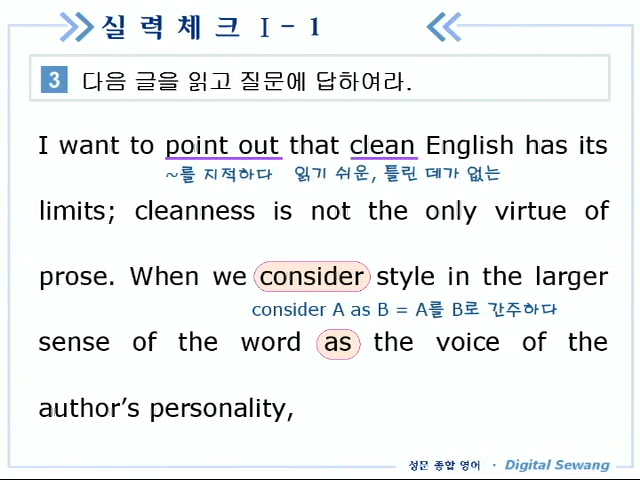 실력체크 I - 1
3 다음 글을 읽고 질문에 답하여라.
I want to point out that clean English has its
~를 지적하다 읽기 쉬운, 틀린 데가 없는
limits; cleanness is not the only virtue of
prose. When we consider style in the larger
consider A as B = A를 B로 간주하다
sense of the word as the voice of the
author's personality,
성문 종합 영어 · Digital Sewang